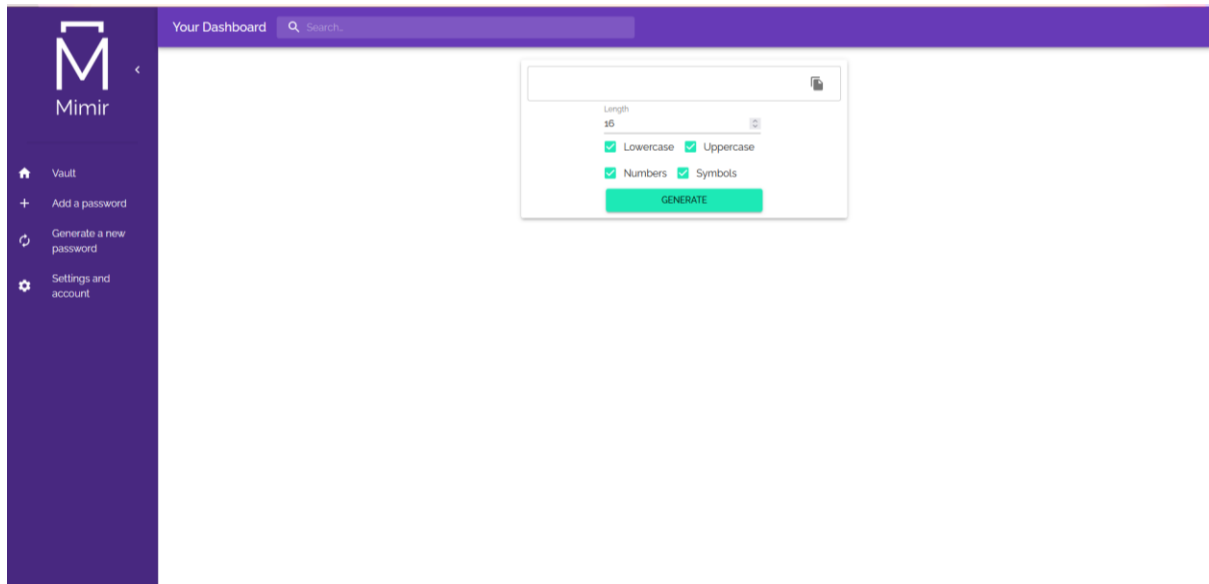 Your Dashboard
Search..
Mimir
Vault
Add a password
Generate a new
password
Settings and
account
Length
16
Lowercase
Uppercase
Numbers
Symbols
GENERATE